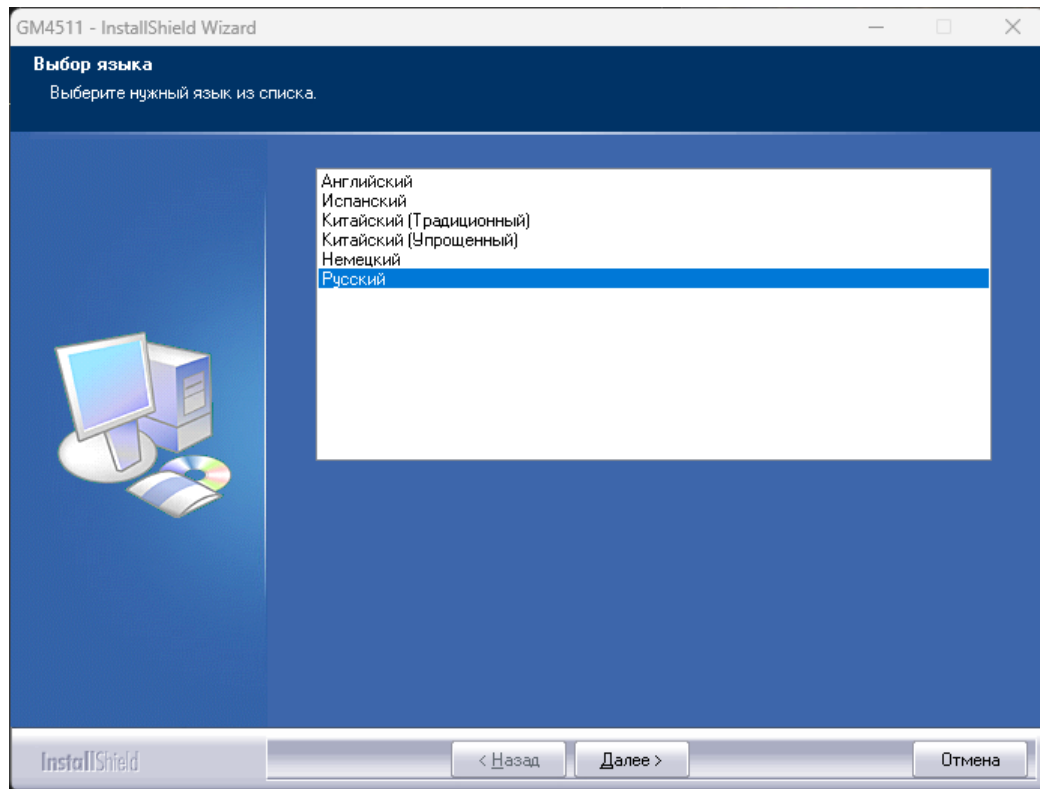 GM4511 - InstallShield Wizard
Выбор языка
Выберите нужный язык из списка.
Английский
Испанский
Китайский (Традиционный)
Китайский (Упрощенный)
Немецкий
Русский
InstallShield
< Назад
Далее >
Отмена